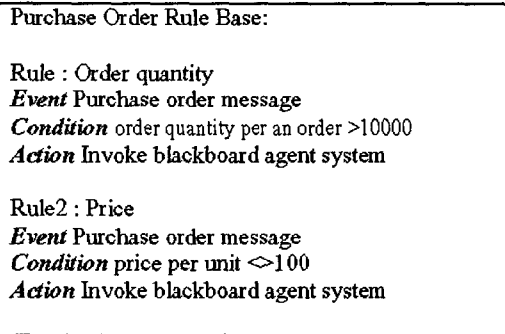 Purchase Order Rule Base:
Rule : Order quantity
Event Purchase order message
Condition order quantity per an order >10000
Action Invoke blackboard agent system
Rule2 : Price
Event Purchase order message
Condition price per unit <>100
Action Invoke blackboard agent system